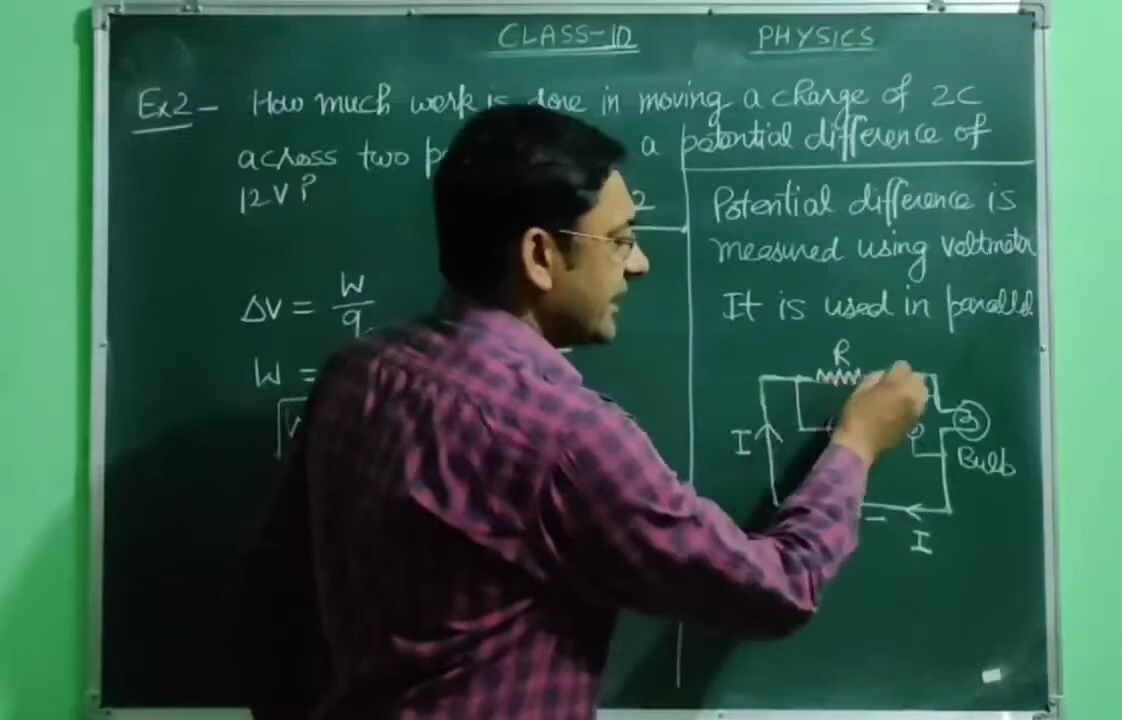 CLASS-10 PHYSICS
Ex2- How much work is done in moving a charge of 2C
across two a potential difference of
12V ?
2
ΔV = W/q
W =
Potential difference is
measured using voltmeter
It is used in parallel.
R
I
Bulb
-
I